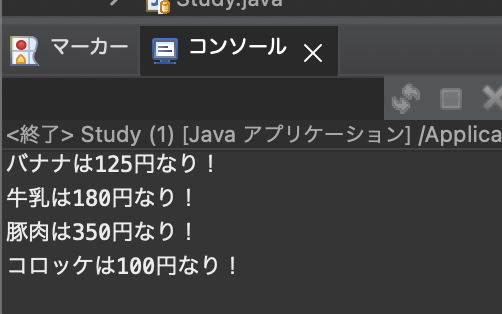 Study.java
マーカー
コンソール
<終了> Study (1) [Java アプリケーション] /Applica
バナナは125円なり！
牛乳は180円なり！
豚肉は350円なり！
コロッケは100円なり！